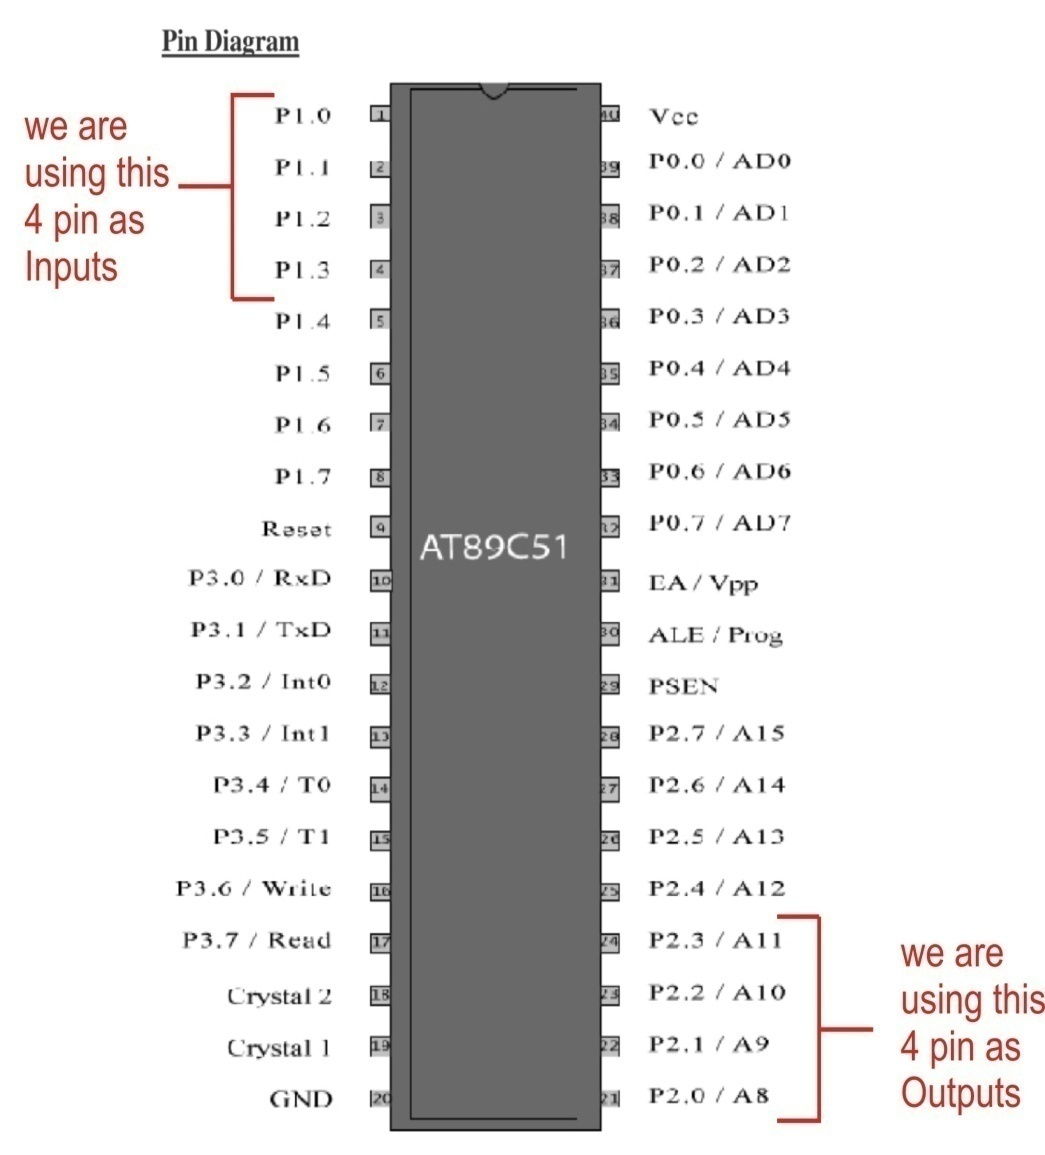 Pin Diagram
we are
using this
4 pin as
Inputs
P1.0 1
P1.1 2
P1.2 3
P1.3 4
P1.4 5
P1.5 6
P1.6 7
P1.7 8
Reset 9
P3.0 / RxD 10
P3.1 / TxD 11
P3.2 / Int0 12
P3.3 / Int1 13
P3.4 / T0 14
P3.5 / T1 15
P3.6 / Write 16
P3.7 / Read 17
Crystal 2 18
Crystal 1 19
GND 20
AT89C51
40 Vcc
39 P0.0 / AD0
38 P0.1 / AD1
37 P0.2 / AD2
36 P0.3 / AD3
35 P0.4 / AD4
34 P0.5 / AD5
33 P0.6 / AD6
32 P0.7 / AD7
31 EA / Vpp
30 ALE / Prog
29 PSEN
28 P2.7 / A15
27 P2.6 / A14
26 P2.5 / A13
25 P2.4 / A12
24 P2.3 / A11
23 P2.2 / A10
22 P2.1 / A9
21 P2.0 / A8
we are
using this
4 pin as
Outputs